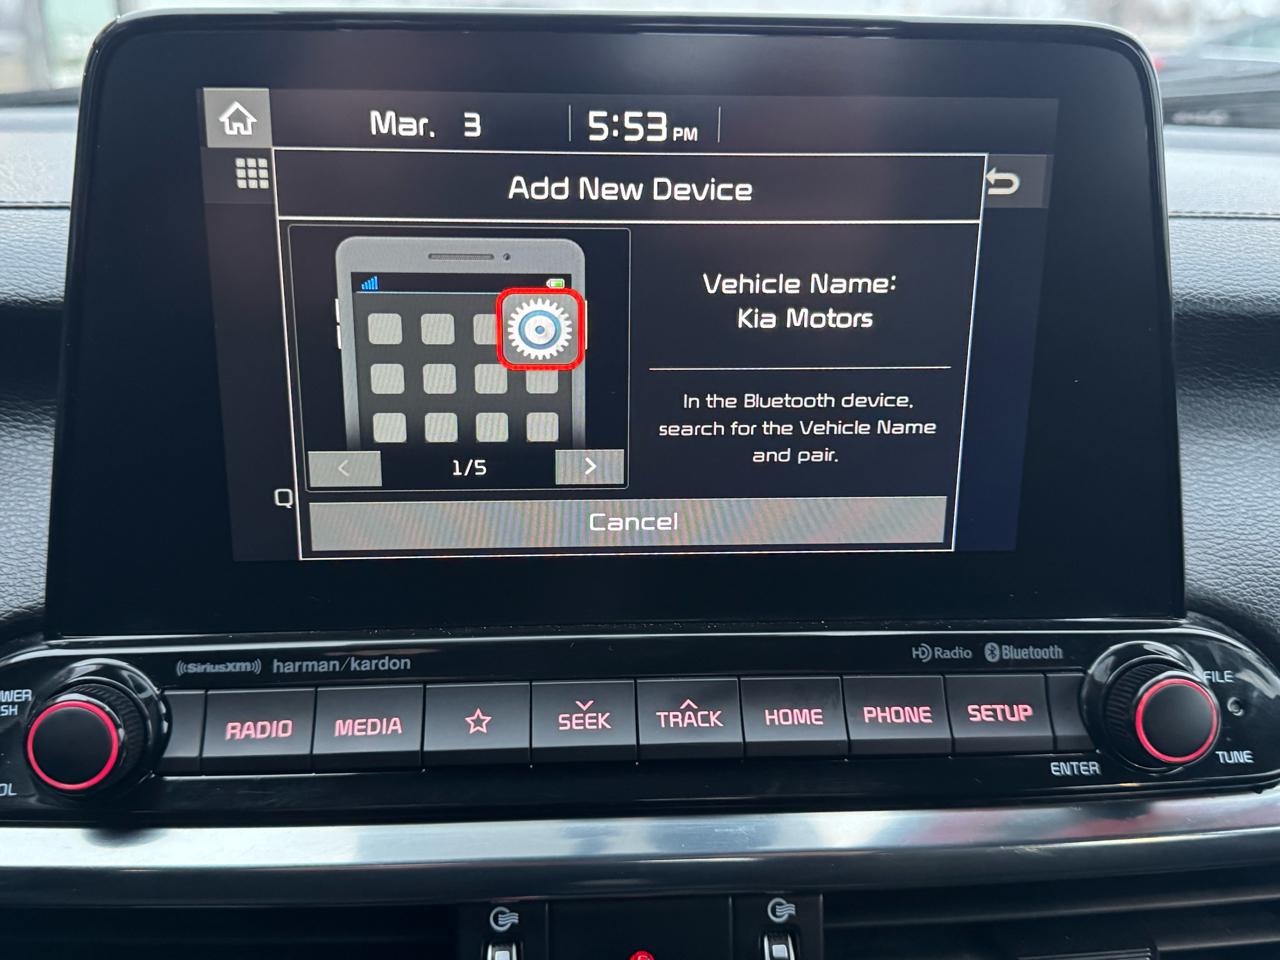 Mar. 3
5:53 PM
Add New Device
Vehicle Name:
Kia Motors
In the Bluetooth device,
search for the Vehicle Name
and pair.
1/5
Q
Cancel
SiriusXM harman/kardon
HD Radio Bluetooth
RADIO
MEDIA
SEEK
TRACK
HOME
PHONE
SETUP
FILE
TUNE
ENTER